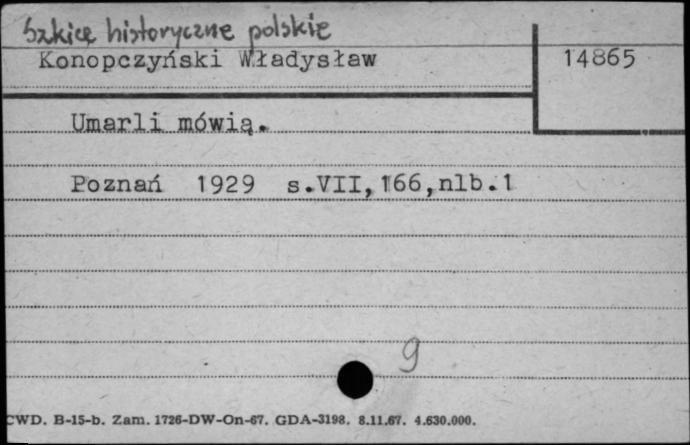 Szkice historyczne polskie
Konopczyński Władysław
14865
Umarli mówią.
Poznań 1929 s.VII,166,nlb.1
9
CWD. B-15-b. Zam. 1726-DW-On-67. GDA-3198. 8.11.67. 4.630.000.